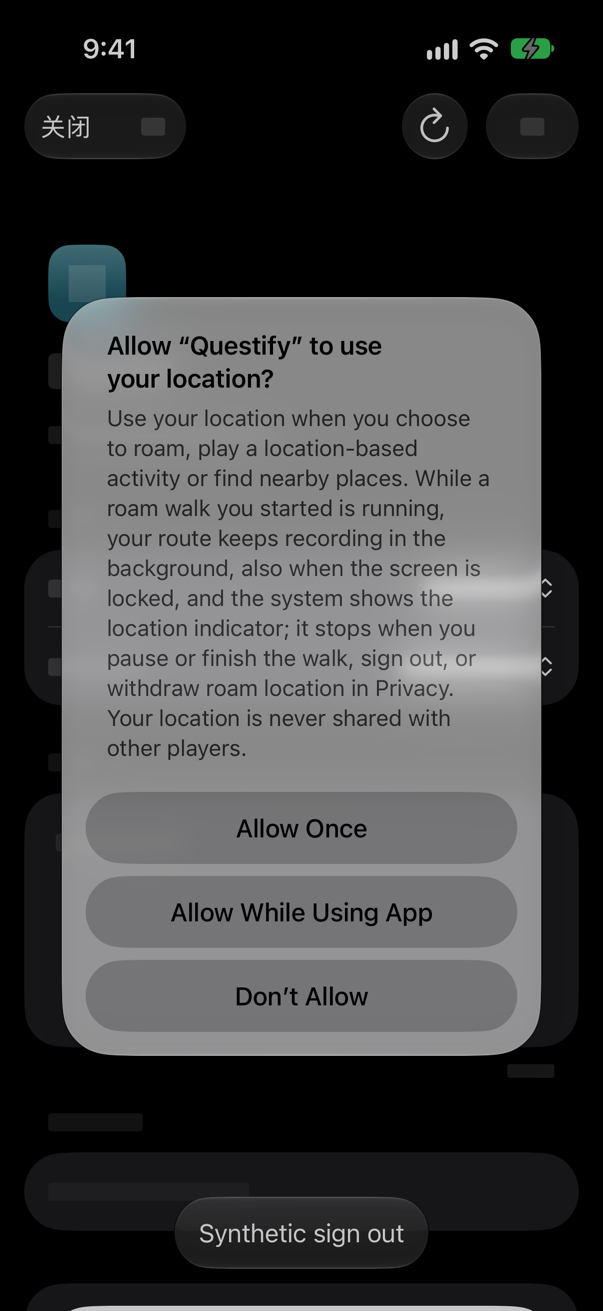 9:41
关闭
Allow “Questify” to use
your location?
Use your location when you choose
to roam, play a location-based
activity or find nearby places. While a
roam walk you started is running,
your route keeps recording in the
background, also when the screen is
locked, and the system shows the
location indicator; it stops when you
pause or finish the walk, sign out, or
withdraw roam location in Privacy.
Your location is never shared with
other players.
Allow Once
Allow While Using App
Don’t Allow
Synthetic sign out